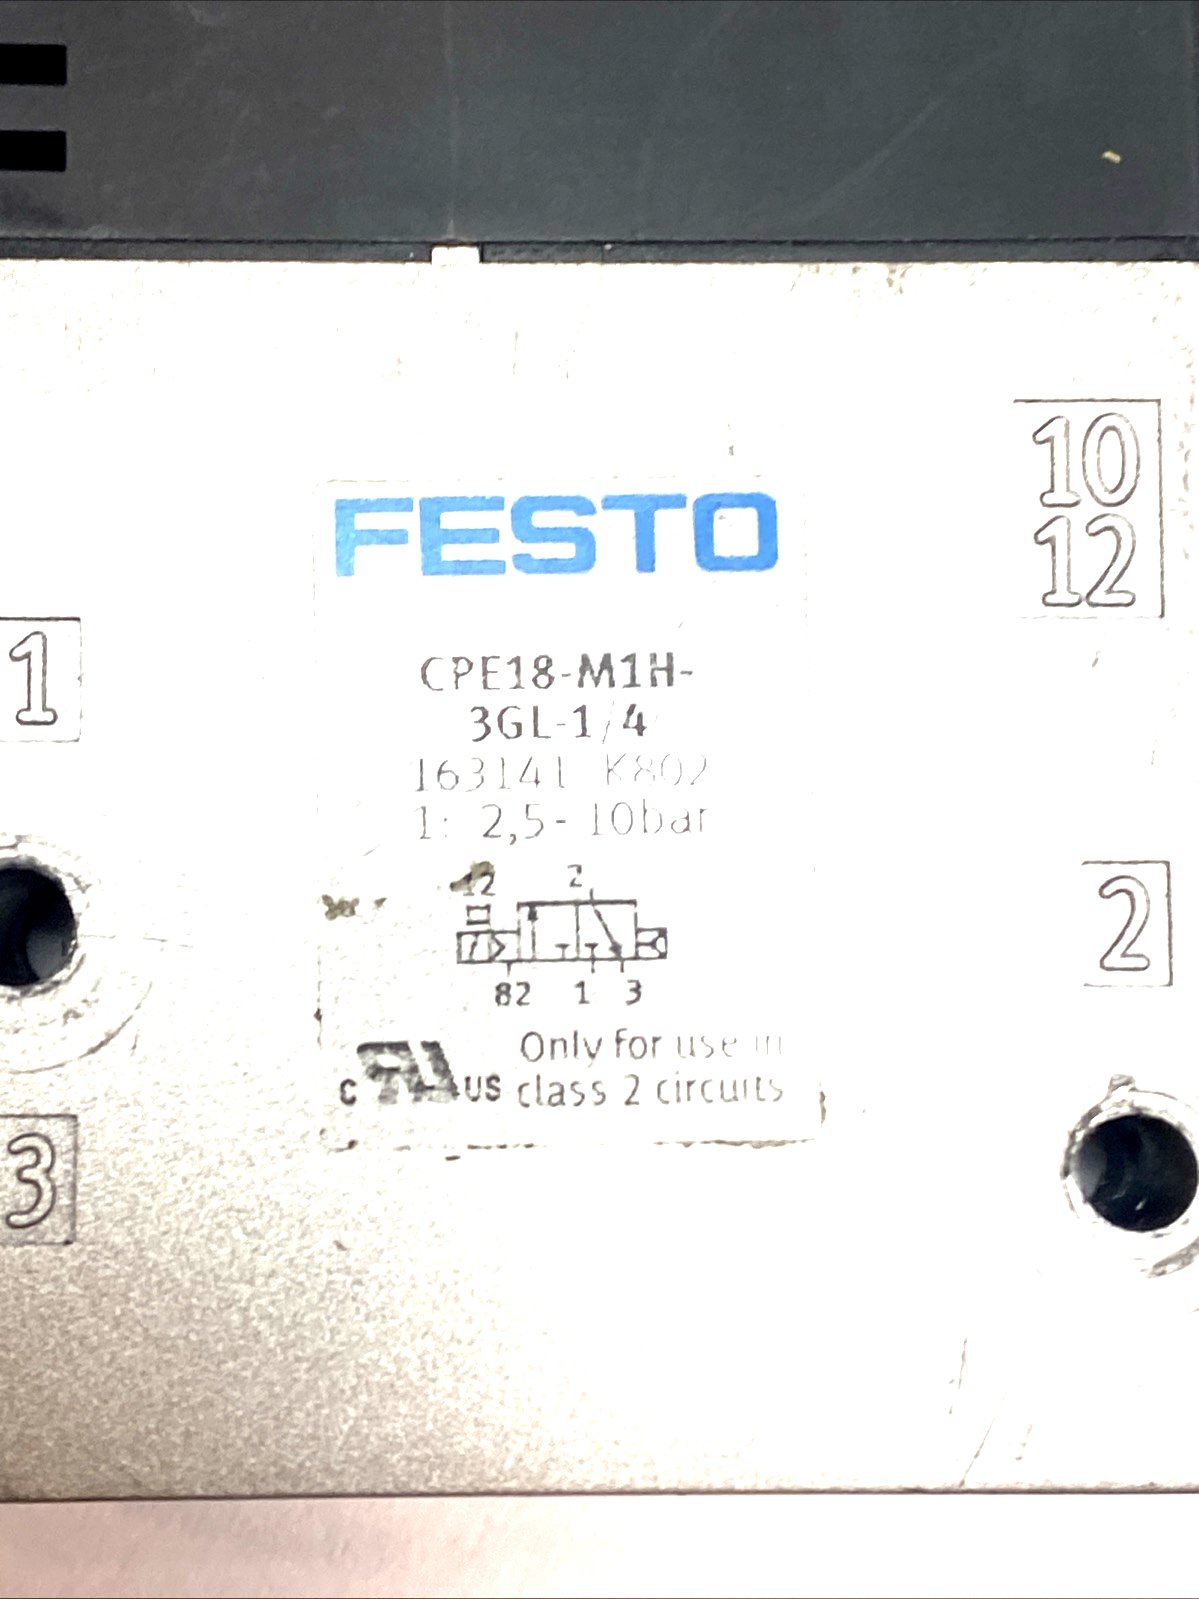 10
12
FESTO
1
CPE18-M1H-
3GL-1/4
163141 K802
1: 2,5-10bar
12 2
2
82 1 3
Only for use in
c RU US class 2 circuits
3